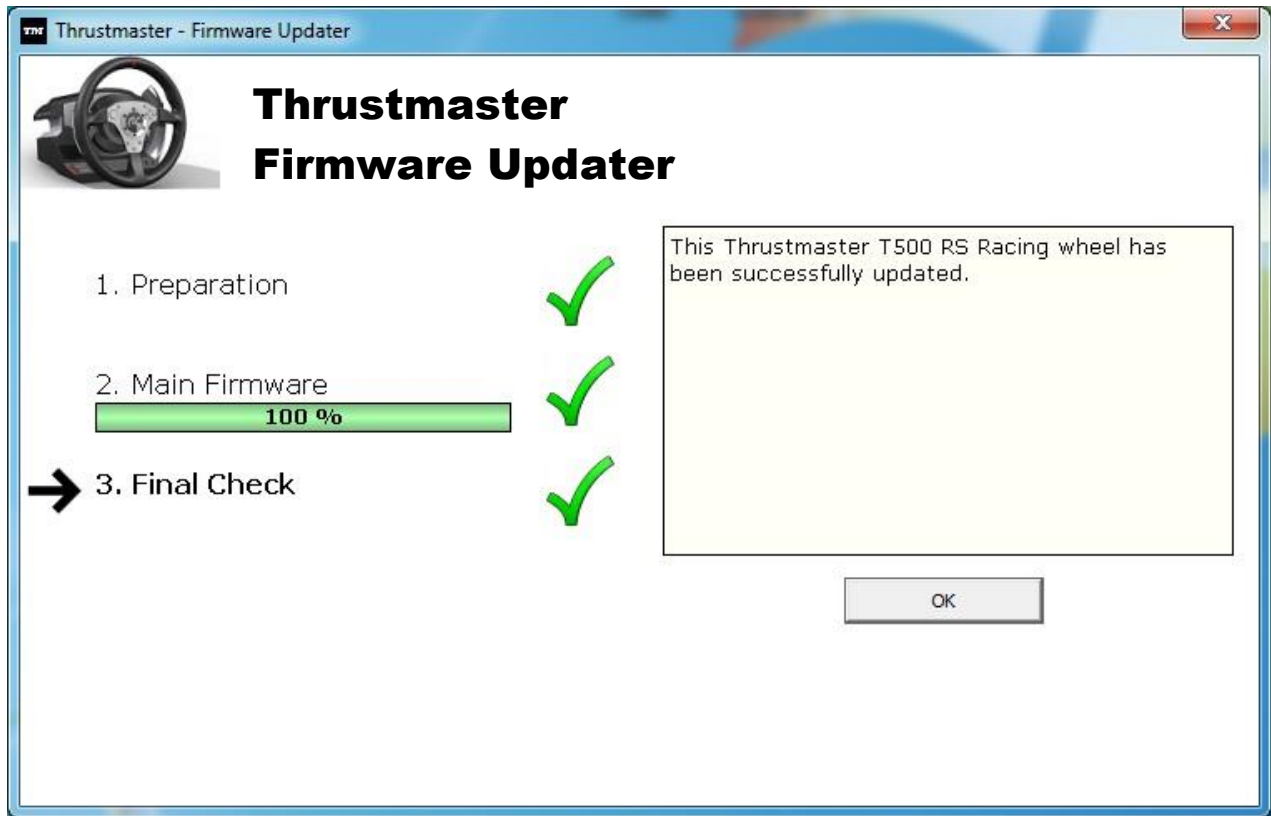 Thrustmaster - Firmware Updater
X
Thrustmaster
Firmware Updater
1. Preparation
2. Main Firmware
100 %
3. Final Check
This Thrustmaster T500 RS Racing wheel has
been successfully updated.
OK